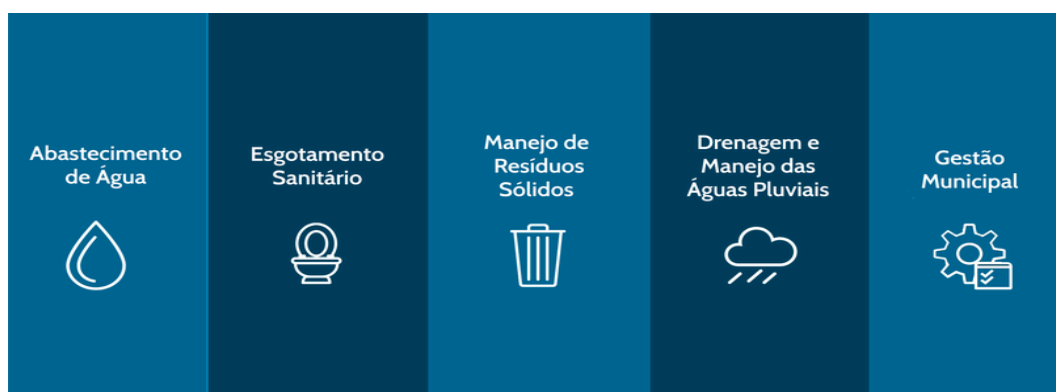 Abastecimento
de Água
Esgotamento
Sanitário
Manejo de
Resíduos
Sólidos
Drenagem e
Manejo das
Águas Pluviais
Gestão
Municipal